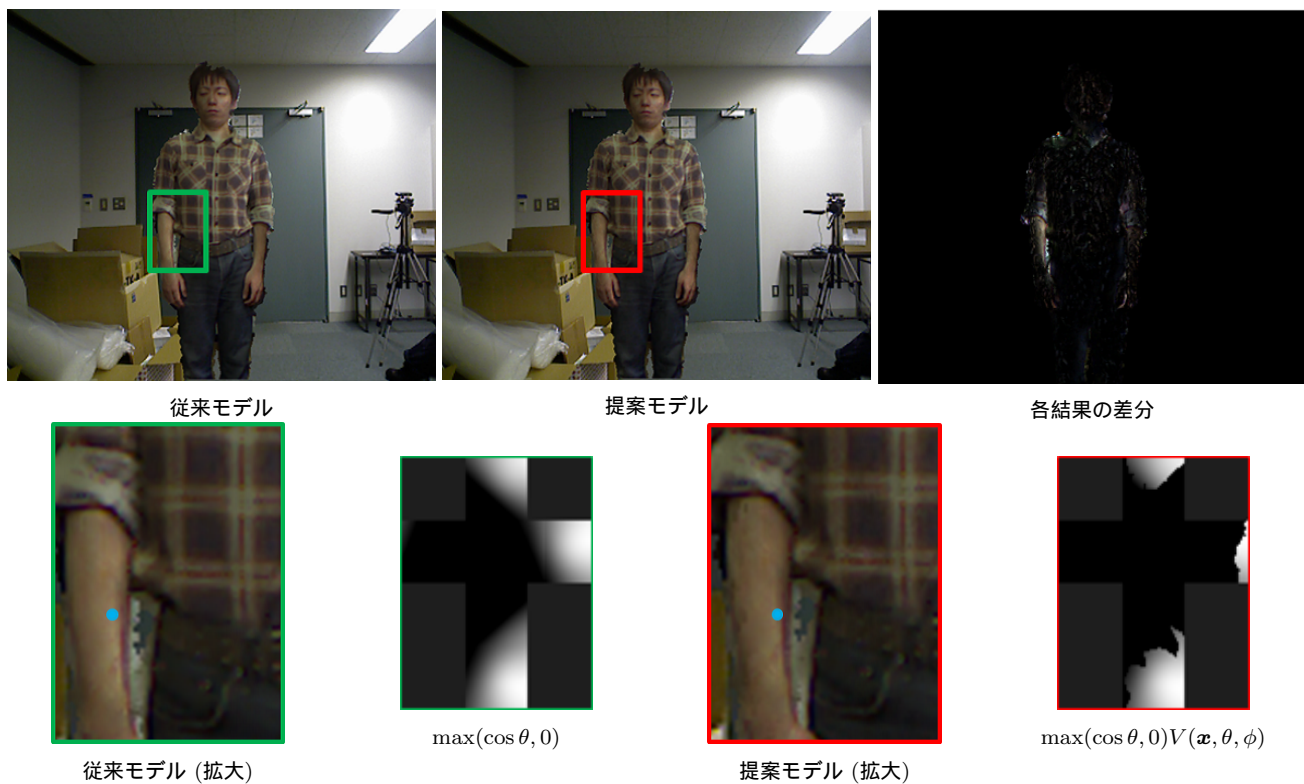 従来モデル
提案モデル
各結果の差分
max(cos θ, 0)
max(cos θ, 0)V(x, θ, ϕ)
従来モデル (拡大)
提案モデル (拡大)